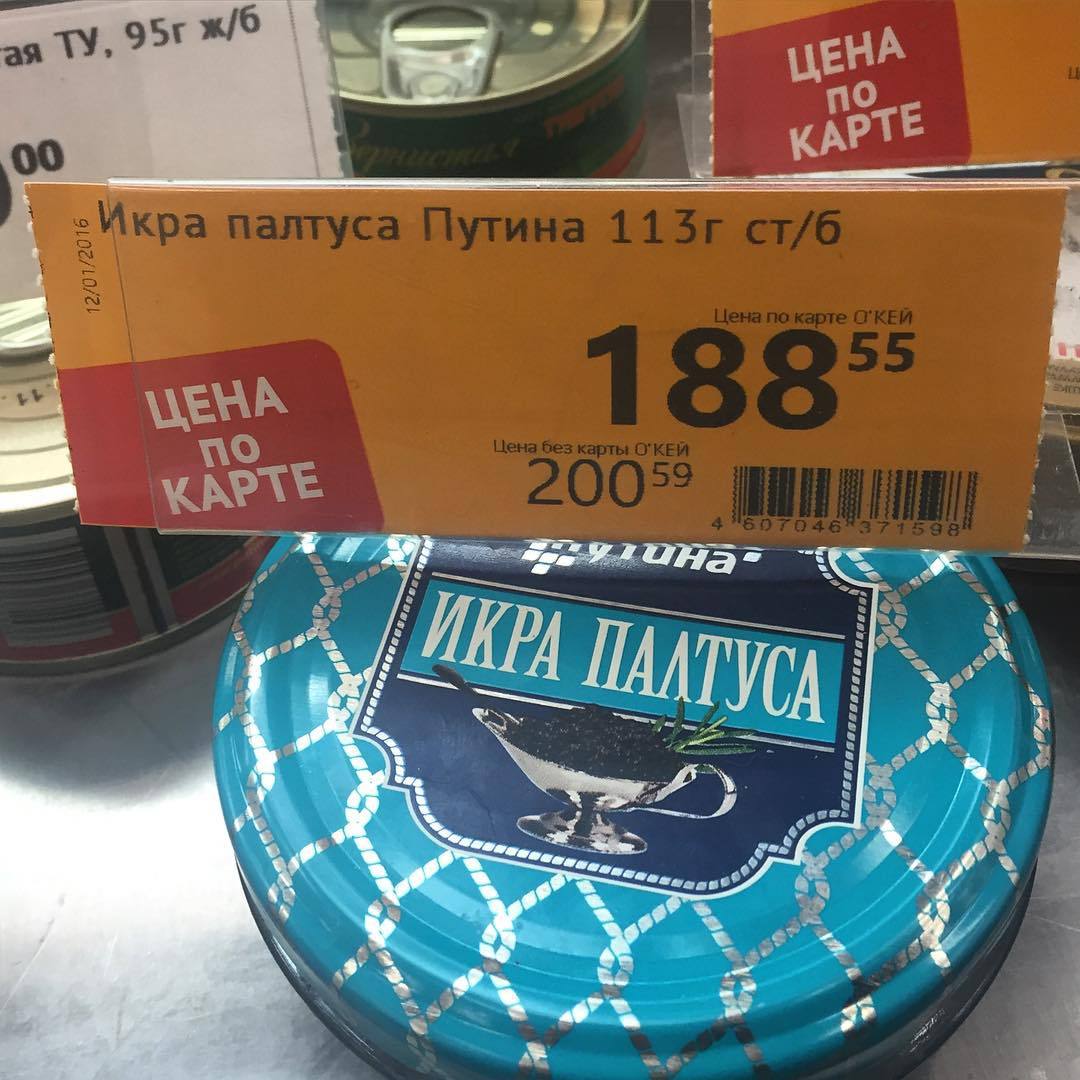 ТУ, 95г ж/б
00
ЦЕНА
ПО
КАРТЕ
Икра палтуса Путина 113г ст/б
12/01/2016
Цена по карте О'КЕЙ
188 55
ЦЕНА
ПО
КАРТЕ
Цена без карты О'КЕЙ
200 59
4 607046 371598
Путина
ИКРА ПАЛТУСА